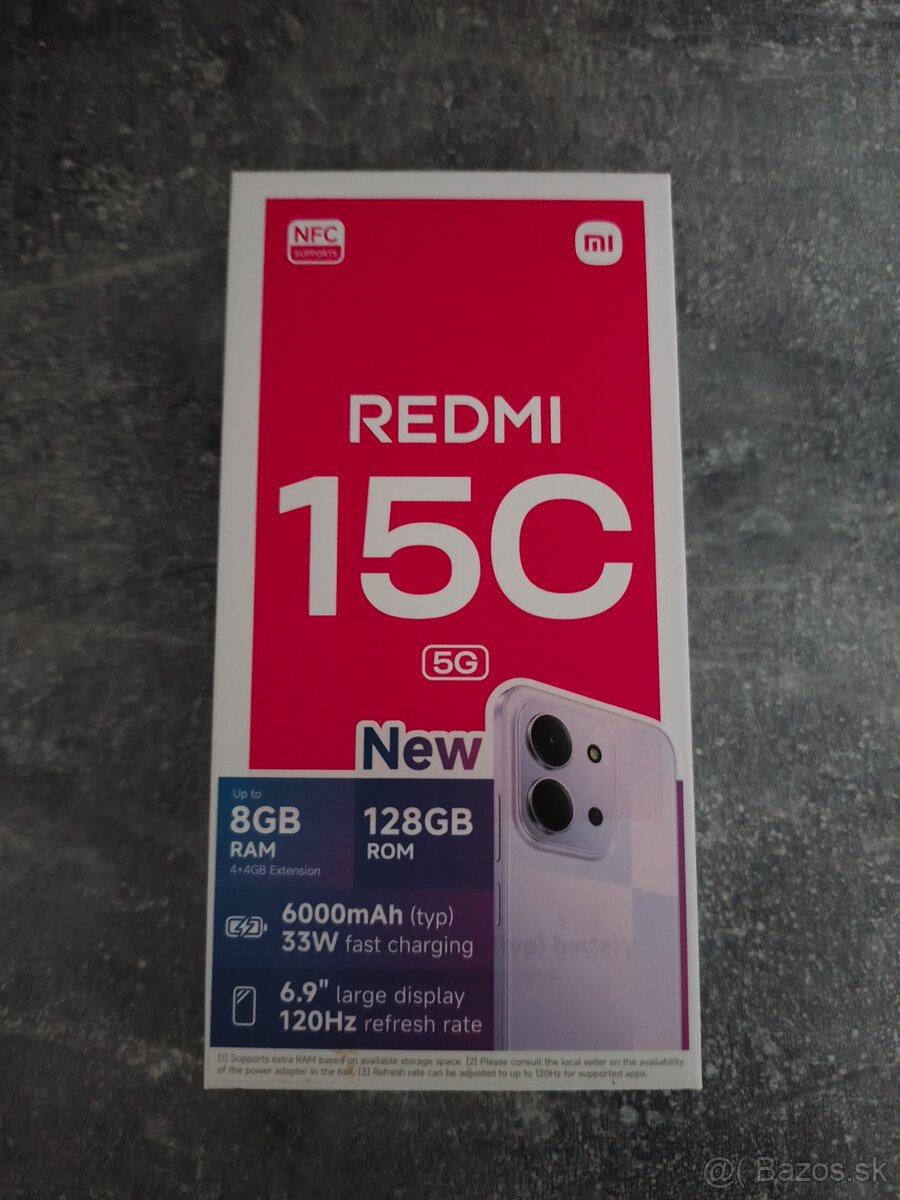 NFC
SUPPORTS
mi
REDMI
15C
5G
New
Up to
8GB
RAM
4+4GB Extension
128GB
ROM
6000mAh (typ)
33W fast charging
(typ) battery
6.9" large display
120Hz refresh rate
[1] Supports extra RAM based on available storage space. [2] Please consult the local seller on the availability
of the power adapter in the box. [3] Refresh rate can be adjusted to up to 120Hz for supported apps.
@( Bazos.sk